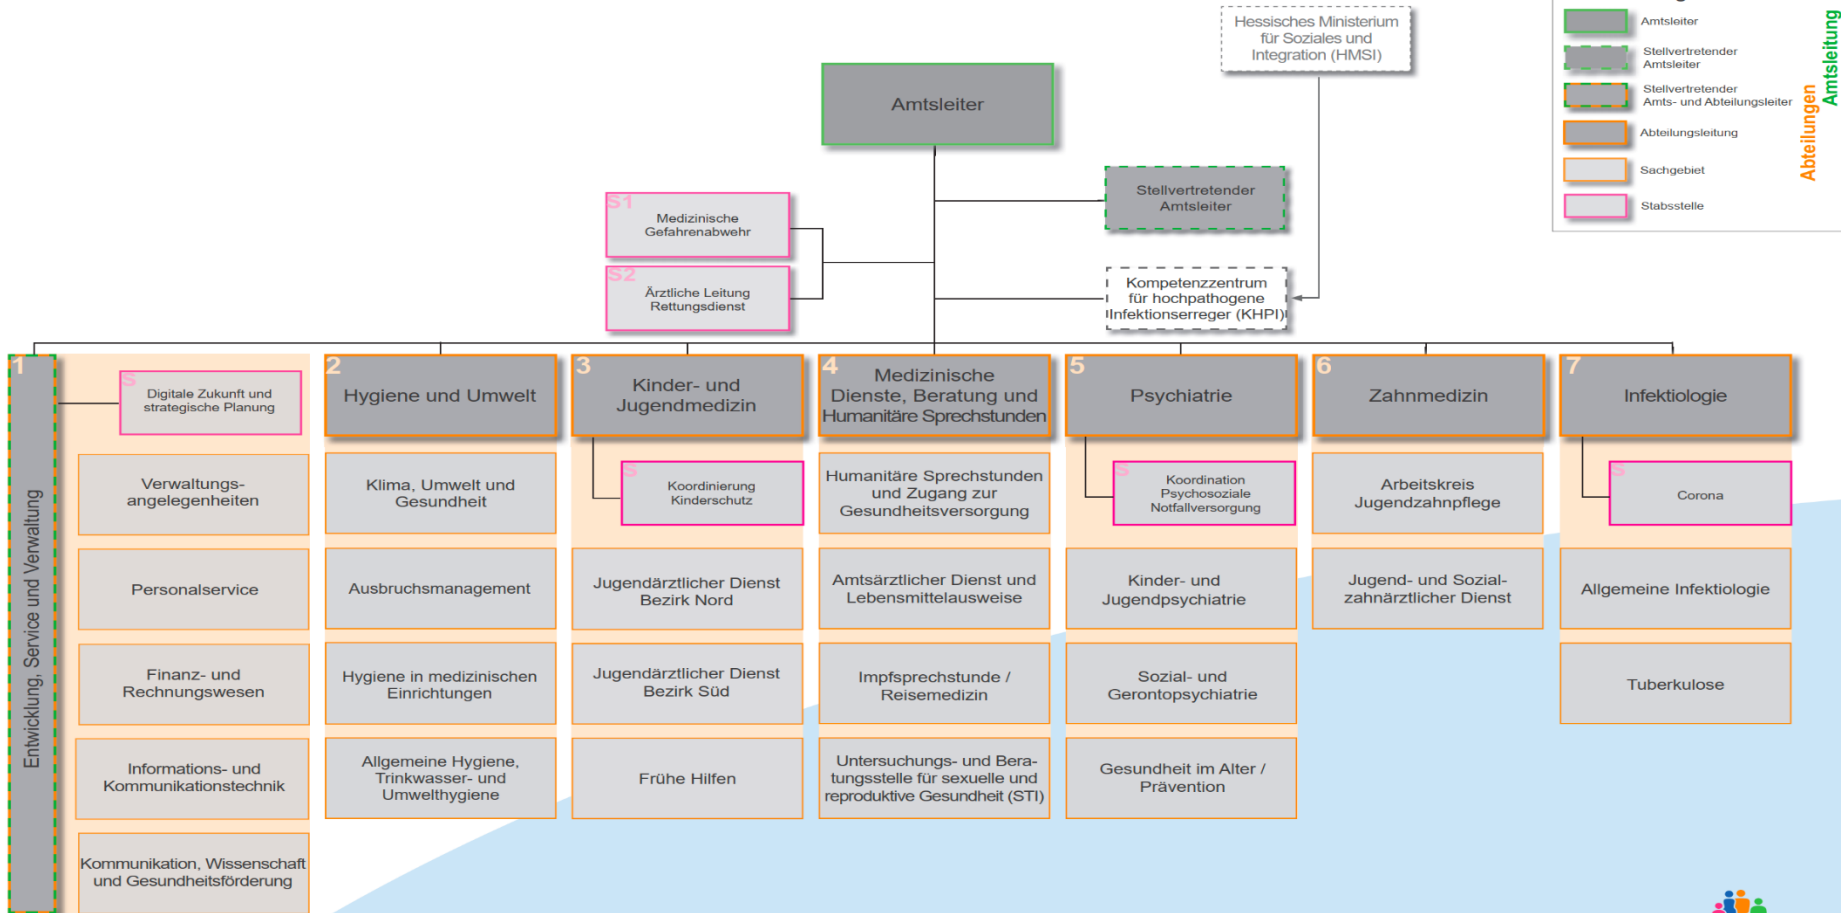 Hessisches Ministerium
für Soziales und
Integration (HMSI)
Amtsleiter
Stellvertretender
Amtsleiter
Stellvertretender
Amts- und Abteilungsleiter
Abteilungsleitung
Sachgebiet
Stabsstelle
Amtsleitung
Abteilungen
Amtsleiter
Stellvertretender
Amtsleiter
S1
Medizinische
Gefahrenabwehr
S2
Ärztliche Leitung
Rettungsdienst
Kompetenzzentrum
für hochpathogene
Infektionserreger (KHPI)
1
Entwicklung, Service und Verwaltung
S
Digitale Zukunft und
strategische Planung
Verwaltungs-
angelegenheiten
Personalservice
Finanz- und
Rechnungswesen
Informations- und
Kommunikationstechnik
Kommunikation, Wissenschaft
und Gesundheitsförderung
2
Hygiene und Umwelt
Klima, Umwelt und
Gesundheit
Ausbruchsmanagement
Hygiene in medizinischen
Einrichtungen
Allgemeine Hygiene,
Trinkwasser- und
Umwelthygiene
3
Kinder- und
Jugendmedizin
S
Koordinierung
Kinderschutz
Jugendärztlicher Dienst
Bezirk Nord
Jugendärztlicher Dienst
Bezirk Süd
Frühe Hilfen
4
Medizinische
Dienste, Beratung und
Humanitäre Sprechstunden
Humanitäre Sprechstunden
und Zugang zur
Gesundheitsversorgung
Amtsärztlicher Dienst und
Lebensmittelausweise
Impfsprechstunde /
Reisemedizin
Untersuchungs- und Bera-
tungsstelle für sexuelle und
reproduktive Gesundheit (STI)
5
Psychiatrie
S
Koordination
Psychosoziale
Notfallversorgung
Kinder- und
Jugendpsychiatrie
Sozial- und
Gerontopsychiatrie
Gesundheit im Alter /
Prävention
6
Zahnmedizin
Arbeitskreis
Jugendzahnpflege
Jugend- und Sozial-
zahnärztlicher Dienst
7
Infektiologie
S
Corona
Allgemeine Infektiologie
Tuberkulose